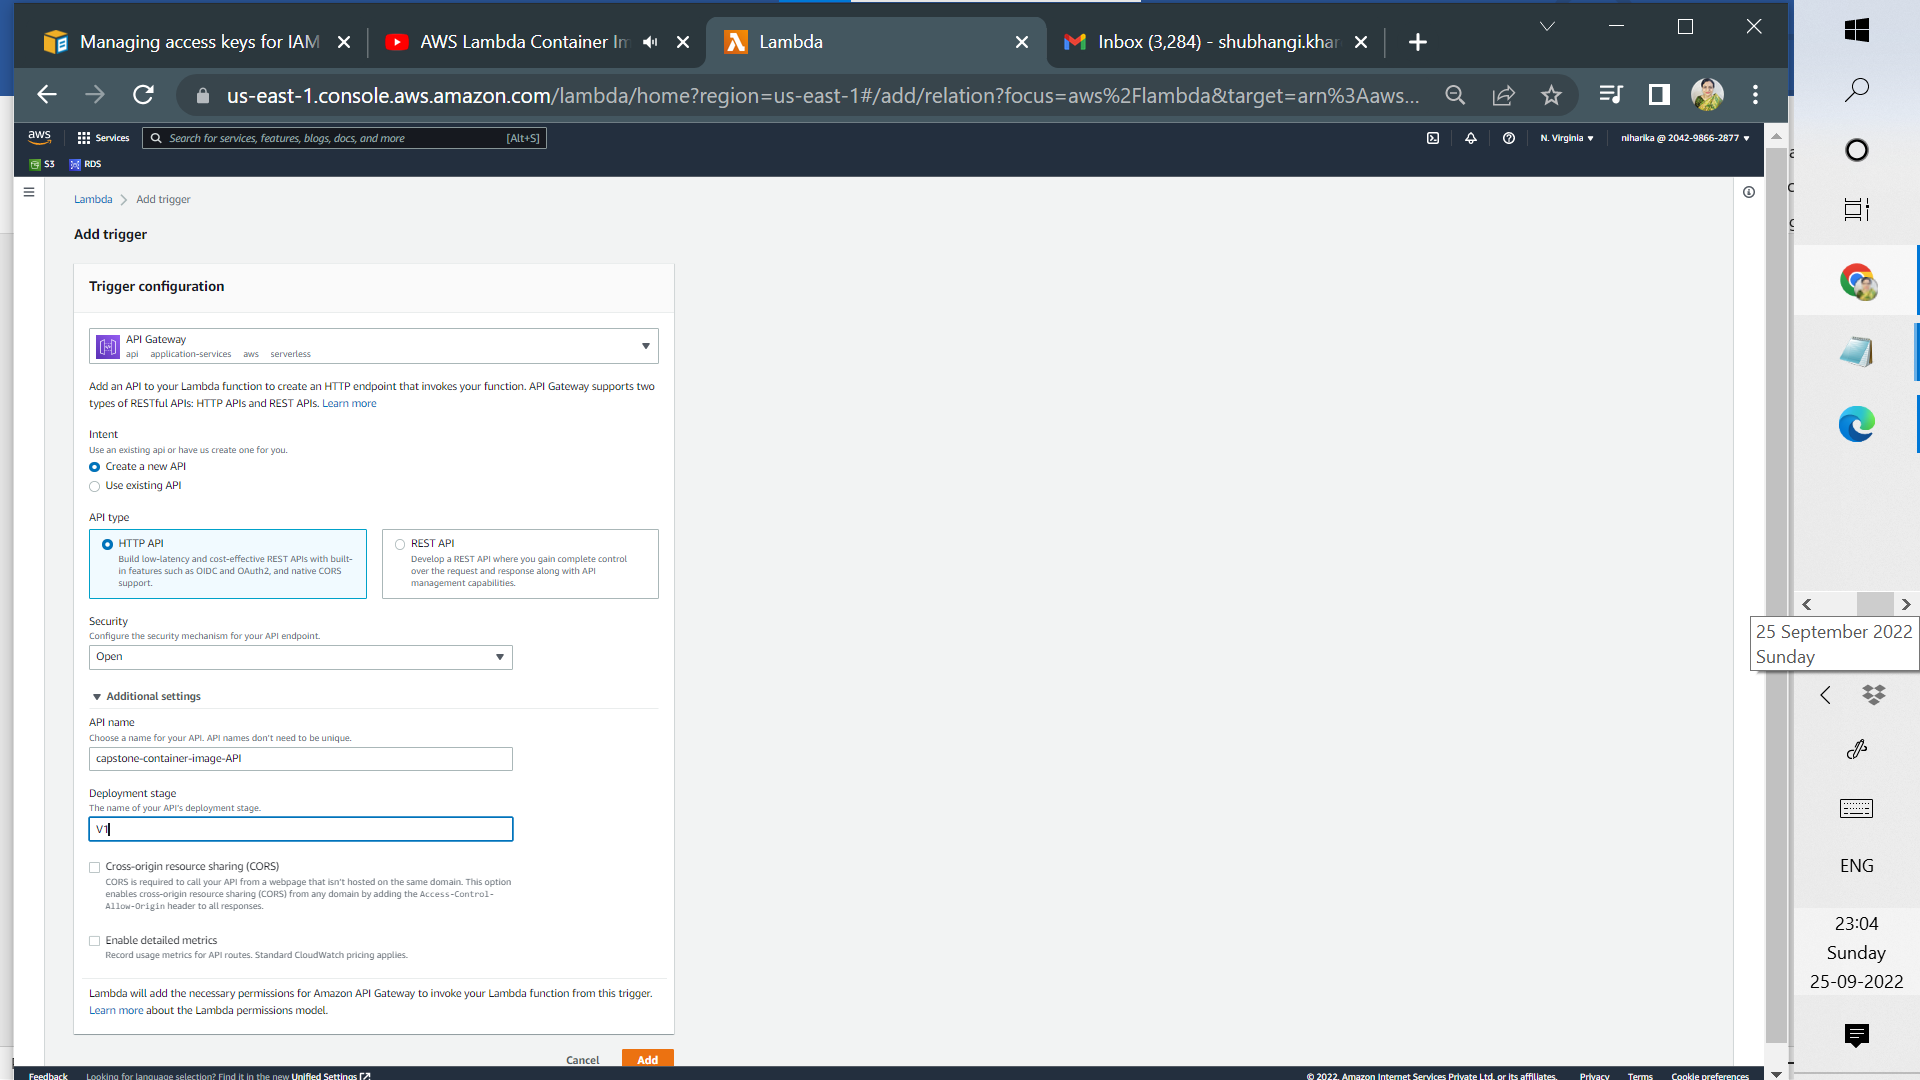 Managing access keys for IAM
AWS Lambda Container Im
Lambda
Inbox (3,284) - shubhangi.khar
us-east-1.console.aws.amazon.com/lambda/home?region=us-east-1#/add/relation?focus=aws%2Flambda&target=arn%3Aaws...
aws
Services
Search for services, features, blogs, docs, and more
[Alt+S]
N. Virginia
niharika @ 2042-9866-2877
S3
RDS
Lambda
Add trigger
Add trigger
Trigger configuration
API Gateway
api application-services aws serverless
Add an API to your Lambda function to create an HTTP endpoint that invokes your function. API Gateway supports two
types of RESTful APIs: HTTP APIs and REST APIs. Learn more
Intent
Use an existing api or have us create one for you.
Create a new API
Use existing API
API type
HTTP API
Build low-latency and cost-effective REST APIs with built-
in features such as OIDC and OAuth2, and native CORS
support.
REST API
Develop a REST API where you gain complete control
over the request and response along with API
management capabilities.
Security
Configure the security mechanism for your API endpoint.
Open
Additional settings
API name
Choose a name for your API. API names don't need to be unique.
capstone-container-image-API
Deployment stage
The name of your API's deployment stage.
V1
Cross-origin resource sharing (CORS)
CORS is required to call your API from a webpage that isn't hosted on the same domain. This option
enables cross-origin resource sharing (CORS) from any domain by adding the Access-Control-
Allow-Origin header to all responses.
Enable detailed metrics
Record usage metrics for API routes. Standard CloudWatch pricing applies.
Lambda will add the necessary permissions for Amazon API Gateway to invoke your Lambda function from this trigger.
Learn more about the Lambda permissions model.
Cancel
Add
Feedback
Looking for language selection? Find it in the new Unified Settings
© 2022, Amazon Internet Services Private Ltd. or its affiliates.
Privacy
Terms
Cookie preferences
25 September 2022
Sunday
ENG
23:04
Sunday
25-09-2022